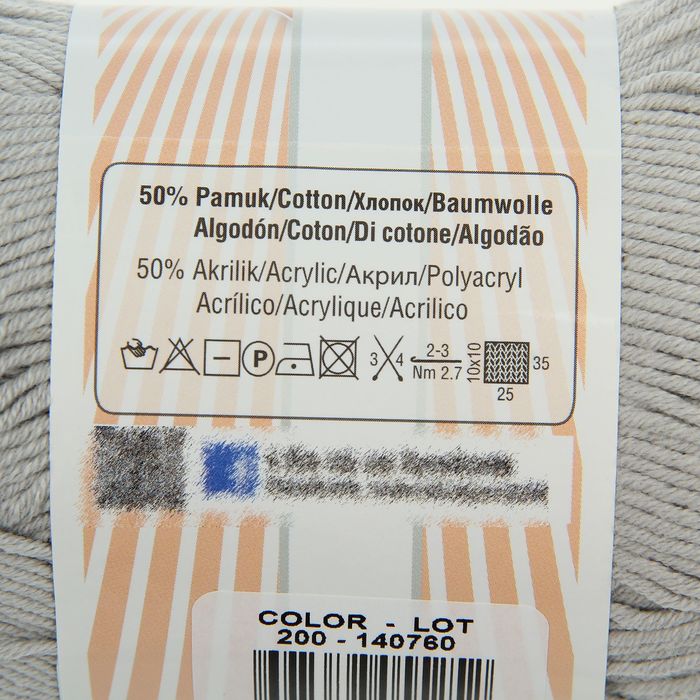 50% Pamuk/Cotton/Хлопок/Baumwolle
Algodón/Coton/Di cotone/Algodão
50% Akrilik/Acrylic/Акрил/Polyacryl
Acrílico/Acrylique/Acrilico
P 3 4 2-3 Nm 2.7 10x10 35 25
COLOR - LOT
200 - 140760